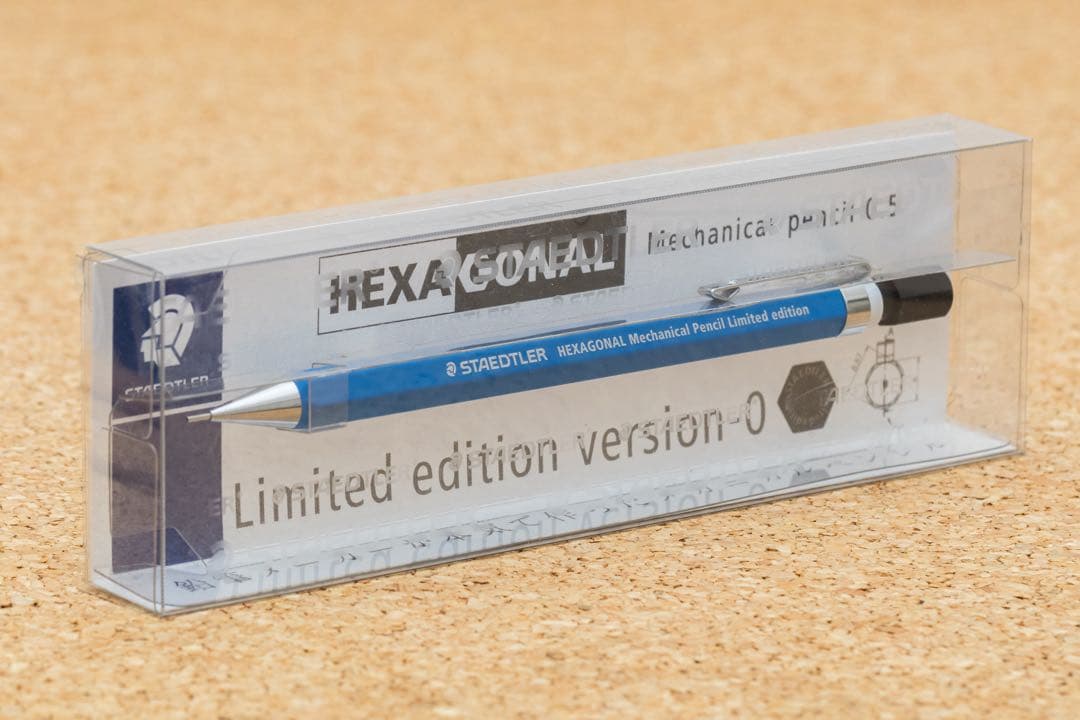 HEXAGONAL
Mechanical pencil 0.5
STAEDTLER
STAEDTLER HEXAGONAL Mechanical Pencil Limited edition
Limited edition version-0